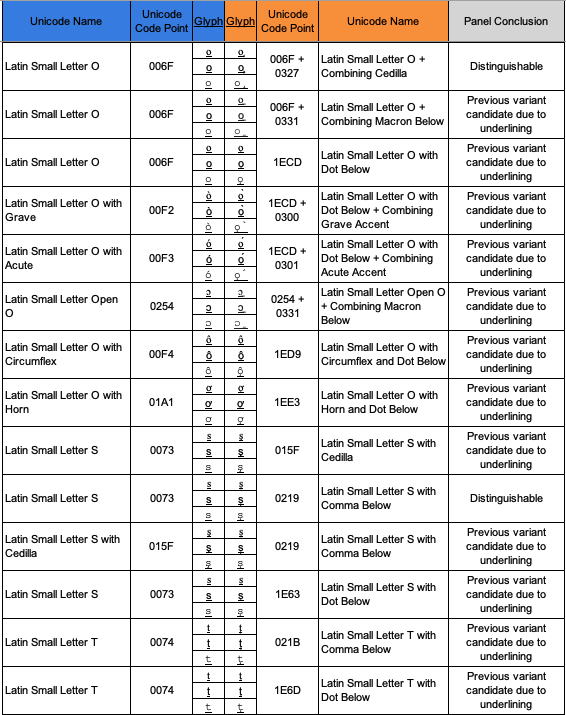 Unicode Name
Unicode
Code Point
Glyph
Glyph
Unicode
Code Point
Unicode Name
Panel Conclusion
Latin Small Letter O
006F
o o̧
o o̧
o o̧
006F +
0327
Latin Small Letter O +
Combining Cedilla
Distinguishable
Latin Small Letter O
006F
o o̱
o o̱
o o̱
006F +
0331
Latin Small Letter O +
Combining Macron Below
Previous variant
candidate due to
underlining
Latin Small Letter O
006F
o ọ
o ọ
o ọ
1ECD
Latin Small Letter O with
Dot Below
Previous variant
candidate due to
underlining
Latin Small Letter O with
Grave
00F2
ò ọ̀
ò ọ̀
ò ọ̀
1ECD +
0300
Latin Small Letter O with
Dot Below + Combining
Grave Accent
Previous variant
candidate due to
underlining
Latin Small Letter O with
Acute
00F3
ó ọ́
ó ọ́
ó ọ́
1ECD +
0301
Latin Small Letter O with
Dot Below + Combining
Acute Accent
Previous variant
candidate due to
underlining
Latin Small Letter Open
O
0254
ɔ ɔ̱
ɔ ɔ̱
ɔ ɔ̱
0254 +
0331
Latin Small Letter Open O
+ Combining Macron
Below
Previous variant
candidate due to
underlining
Latin Small Letter O with
Circumflex
00F4
ô ộ
ô ộ
ô ộ
1ED9
Latin Small Letter O with
Circumflex and Dot Below
Previous variant
candidate due to
underlining
Latin Small Letter O with
Horn
01A1
ơ ợ
ơ ợ
ơ ợ
1EE3
Latin Small Letter O with
Horn and Dot Below
Previous variant
candidate due to
underlining
Latin Small Letter S
0073
s ş
s ş
s ş
015F
Latin Small Letter S with
Cedilla
Previous variant
candidate due to
underlining
Latin Small Letter S
0073
s ș
s ș
s ș
0219
Latin Small Letter S with
Comma Below
Distinguishable
Latin Small Letter S with
Cedilla
015F
ş ș
ş ș
ş ș
0219
Latin Small Letter S with
Comma Below
Previous variant
candidate due to
underlining
Latin Small Letter S
0073
s ṣ
s ṣ
s ṣ
1E63
Latin Small Letter S with
Dot Below
Previous variant
candidate due to
underlining
Latin Small Letter T
0074
t ț
t ț
t ț
021B
Latin Small Letter T with
Comma Below
Previous variant
candidate due to
underlining
Latin Small Letter T
0074
t ṭ
t ṭ
t ṭ
1E6D
Latin Small Letter T with
Dot Below
Previous variant
candidate due to
underlining